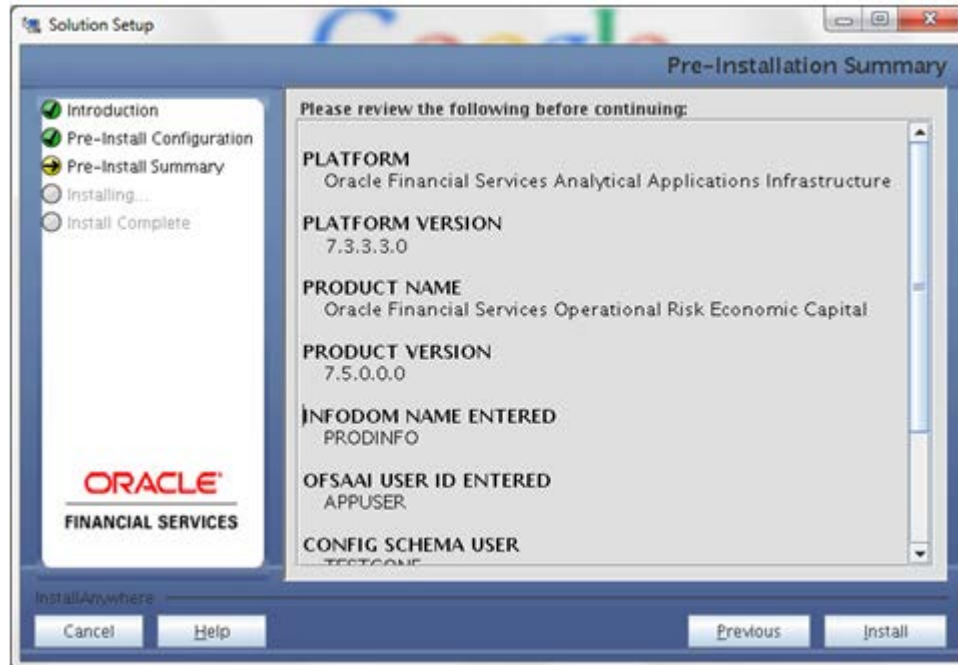 Solution Setup
Pre-Installation Summary
Introduction
Pre-Install Configuration
Pre-Install Summary
Installing...
Install Complete
ORACLE
FINANCIAL SERVICES
Please review the following before continuing:
PLATFORM
Oracle Financial Services Analytical Applications Infrastructure
PLATFORM VERSION
7.3.3.3.0
PRODUCT NAME
Oracle Financial Services Operational Risk Economic Capital
PRODUCT VERSION
7.5.0.0.0
INFODOM NAME ENTERED
PRODINFO
OFSAAI USER ID ENTERED
APPUSER
CONFIG SCHEMA USER
TESTCONF
InstallAnywhere
Cancel
Help
Previous
Install